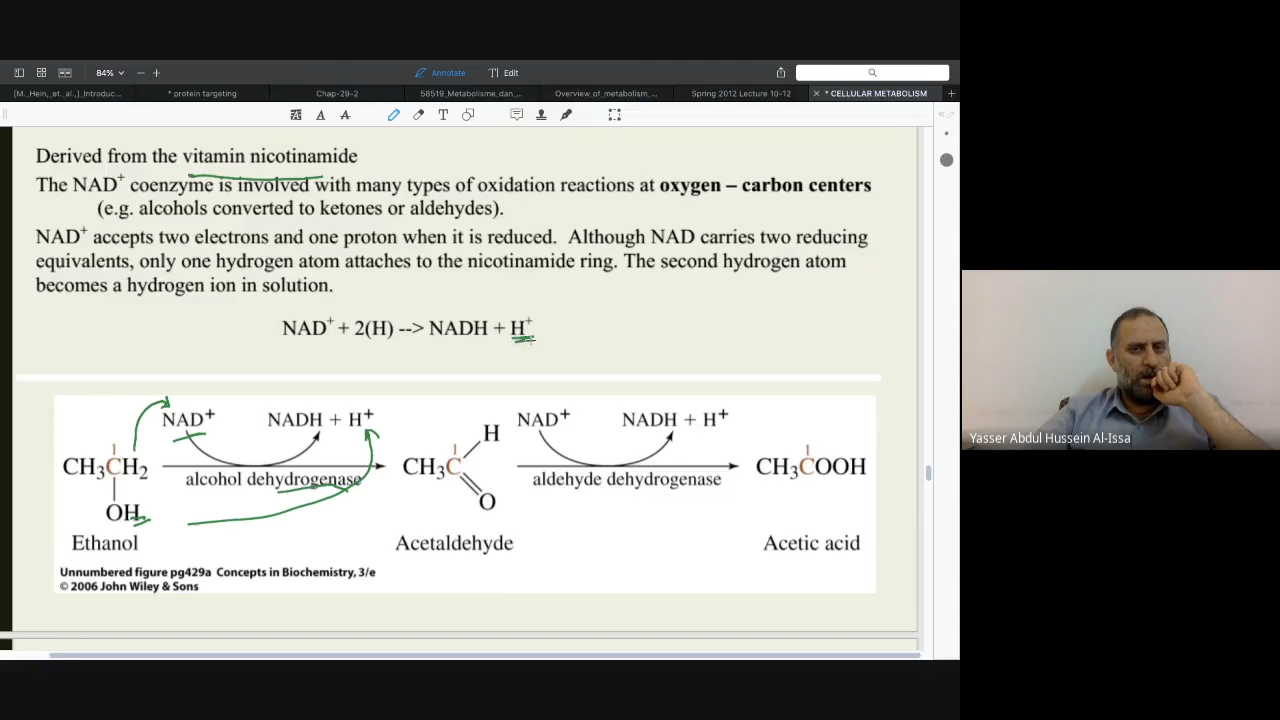 84%
Annotate
Edit
[M._Hein,_et._al.,]_Introduc...
* protein targeting
Chap-29-2
58519_Metabolisme_dan_...
Overview_of_metabolism_...
Spring 2012 Lecture 10-12
* CELLULAR METABOLISM
Derived from the vitamin nicotinamide
The NAD+ coenzyme is involved with many types of oxidation reactions at oxygen – carbon centers
(e.g. alcohols converted to ketones or aldehydes).
NAD+ accepts two electrons and one proton when it is reduced. Although NAD carries two reducing
equivalents, only one hydrogen atom attaches to the nicotinamide ring. The second hydrogen atom
becomes a hydrogen ion in solution.
NAD+ + 2(H) --> NADH + H+
NAD+ NADH + H+ NAD+ NADH + H+
1 1 H 1
CH3CH2 CH3C CH3COOH
alcohol dehydrogenase aldehyde dehydrogenase
OH O
Ethanol Acetaldehyde Acetic acid
Unnumbered figure pg429a Concepts in Biochemistry, 3/e
© 2006 John Wiley & Sons
Yasser Abdul Hussein Al-Issa